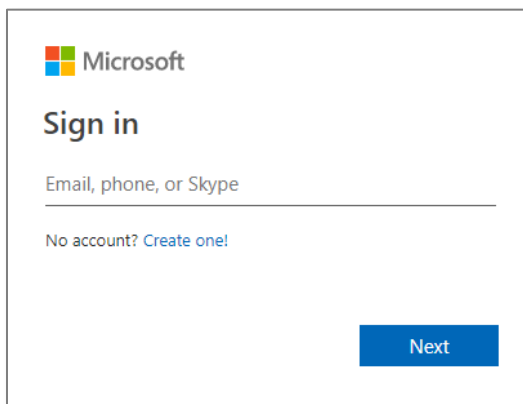 Microsoft
Sign in
Email, phone, or Skype
No account? Create one!
Next